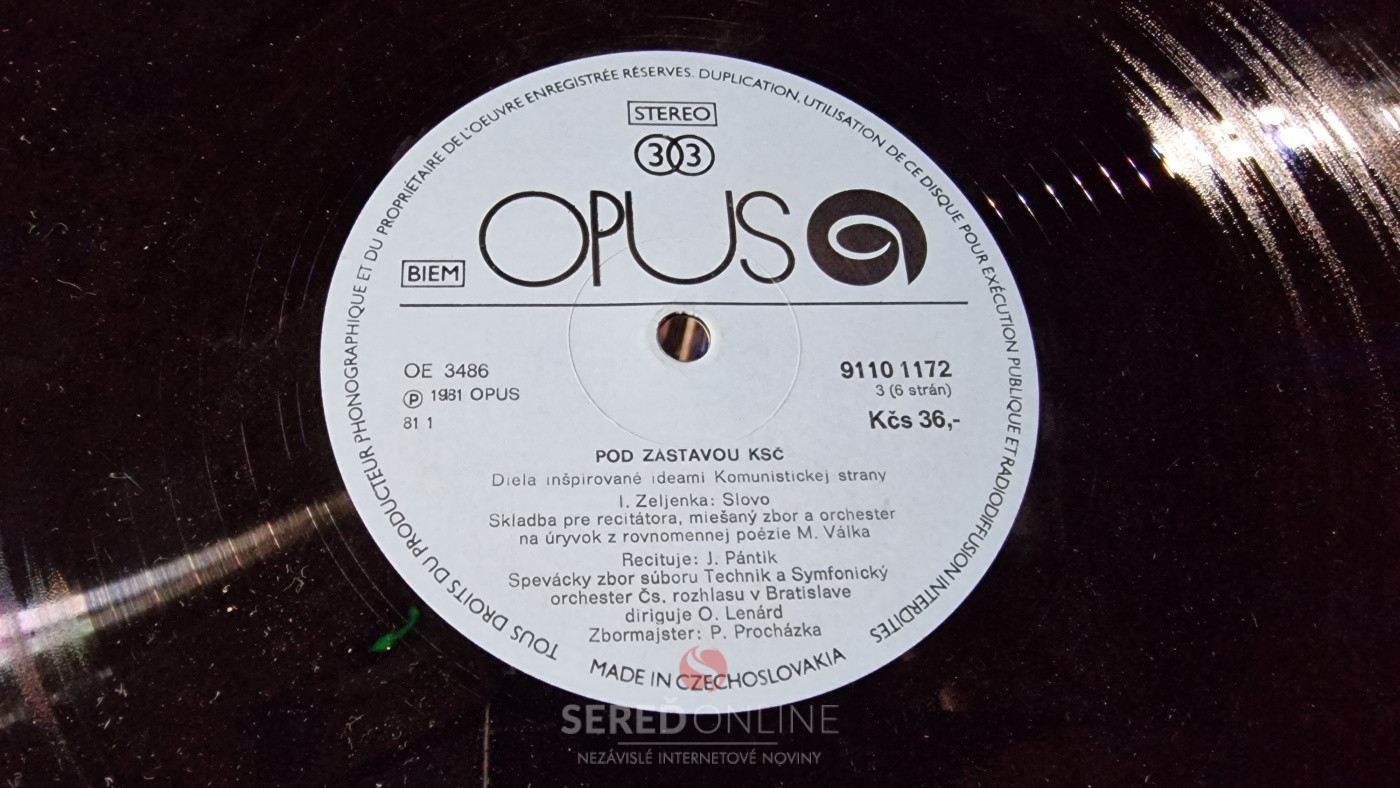 TOUS DROITS DU PRODUCTEUR PHONOGRAPHIQUE ET DU PROPRIÉTAIRE DE L'OEUVRE ENREGISTRÉE RÉSERVES. DUPLICATION, UTILISATION DE CE DISQUE POUR EXÉCUTION PUBLIQUE ET RADIODIFFUSION INTERDITES
STEREO
33
OPUS
BIEM
OE 3486
Ⓟ 1981 OPUS
81 1
9110 1172
3 (6 strán)
Kčs 36,-
POD ZÁSTAVOU KSČ
Diela inšpirované ideami Komunistickej strany
I. Zeljenka: Slovo
Skladba pre recitátora, miešaný zbor a orchester
na úryvok z rovnomennej poézie M. Válka
Recituje: J. Pántik
Spevácky zbor súboru Technik a Symfonický
orchester Čs. rozhlasu v Bratislave
diriguje O. Lenárd
Zbormajster: P. Procházka
MADE IN CZECHOSLOVAKIA
SEREĎONLINE
NEZÁVISLÉ INTERNETOVÉ NOVINY